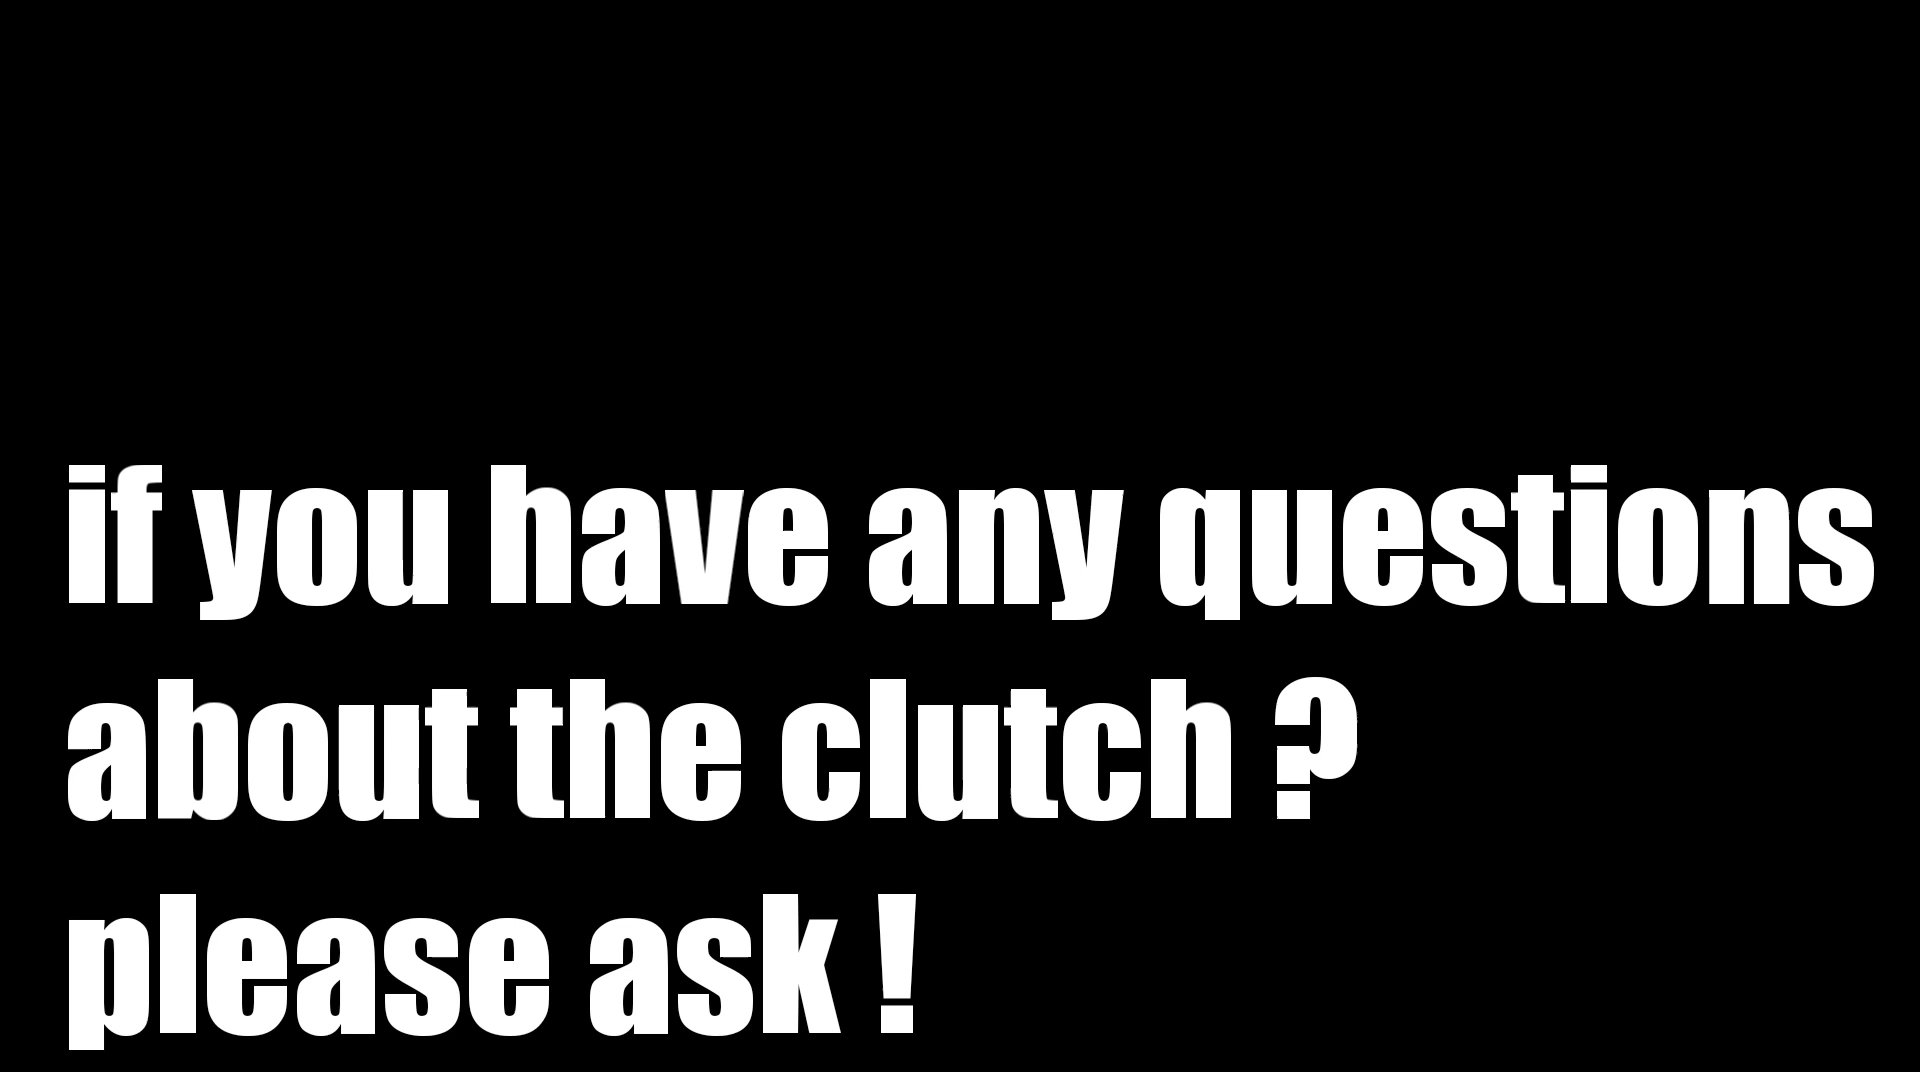 if you have any questions
about the clutch ?
please ask !